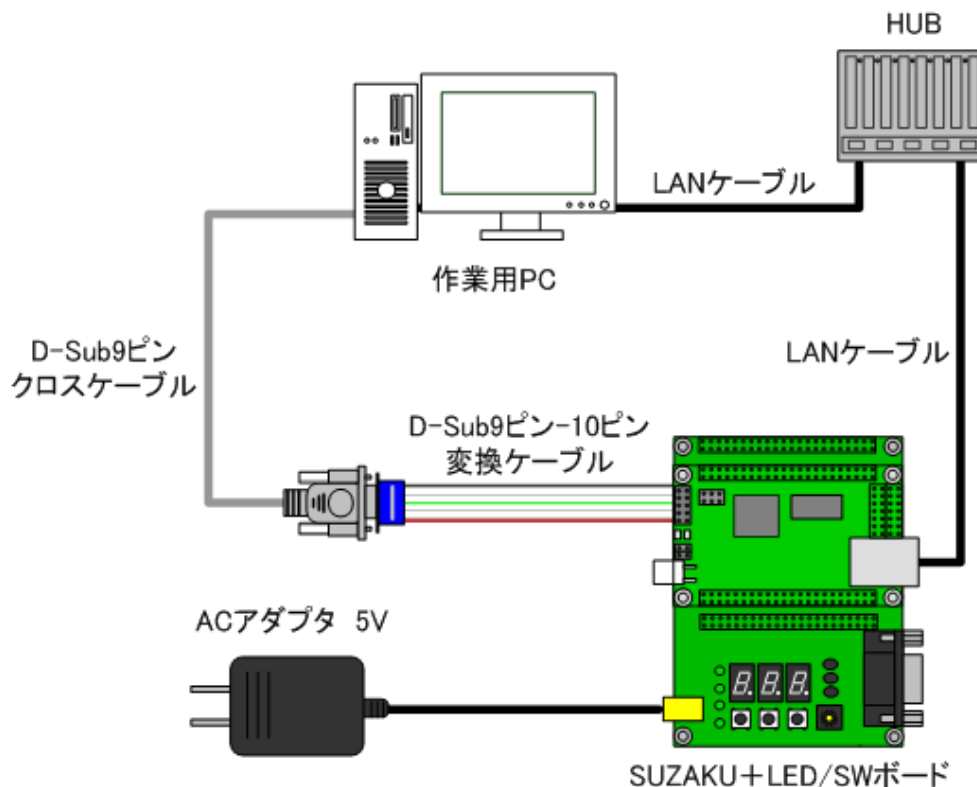 HUB
LANケーブル
作業用PC
D-Sub9ピン
クロスケーブル
LANケーブル
D-Sub9ピン-10ピン
変換ケーブル
ACアダプタ 5V
SUZAKU＋LED/SWボード